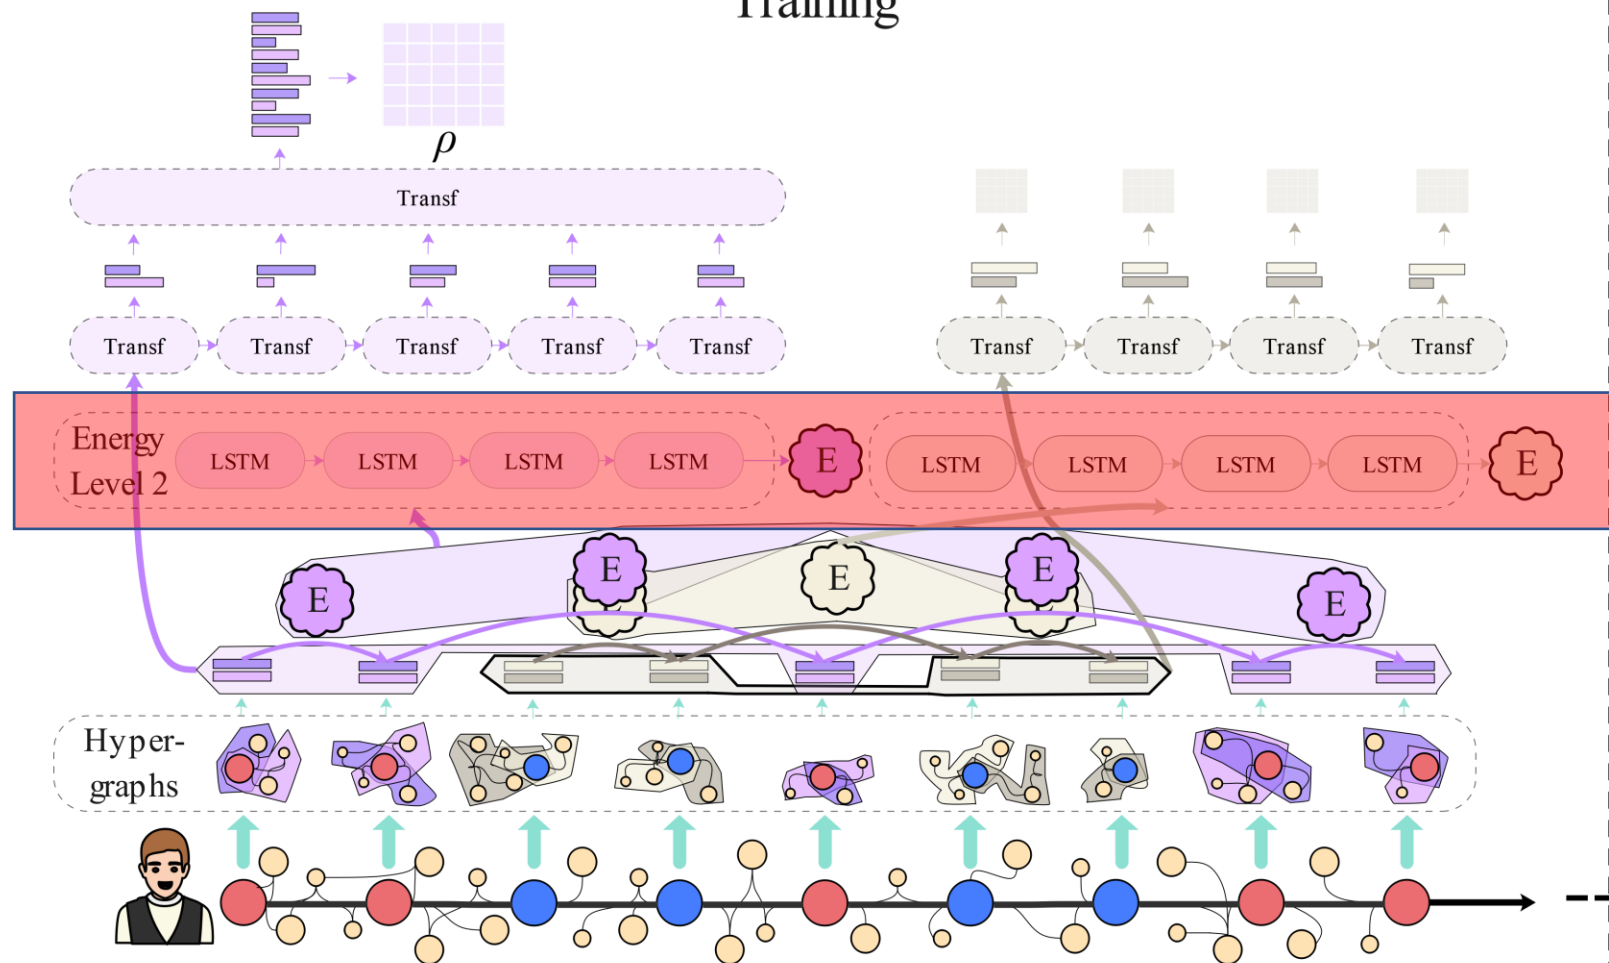 Training
ρ
Transf
Transf Transf Transf Transf Transf
Transf Transf Transf Transf
Energy
Level 2
LSTM LSTM LSTM LSTM E
LSTM LSTM LSTM LSTM E
E E E E E
E E
Hyper-
graphs